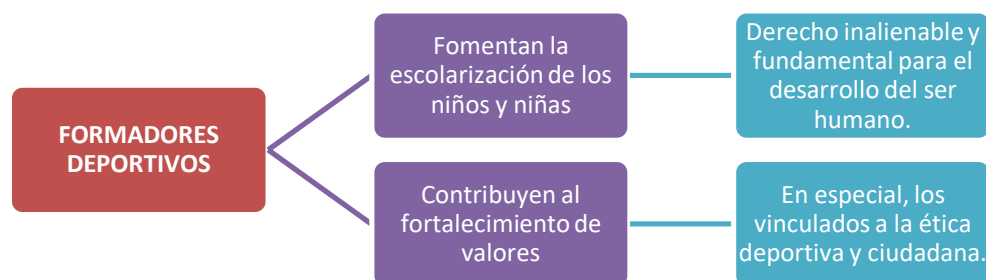 FORMADORES
DEPORTIVOS
Fomentan la
escolarización de los
niños y niñas
Derecho inalienable y
fundamental para el
desarrollo del ser
humano.
Contribuyen al
fortalecimiento de
valores
En especial, los
vinculados a la ética
deportiva y ciudadana.